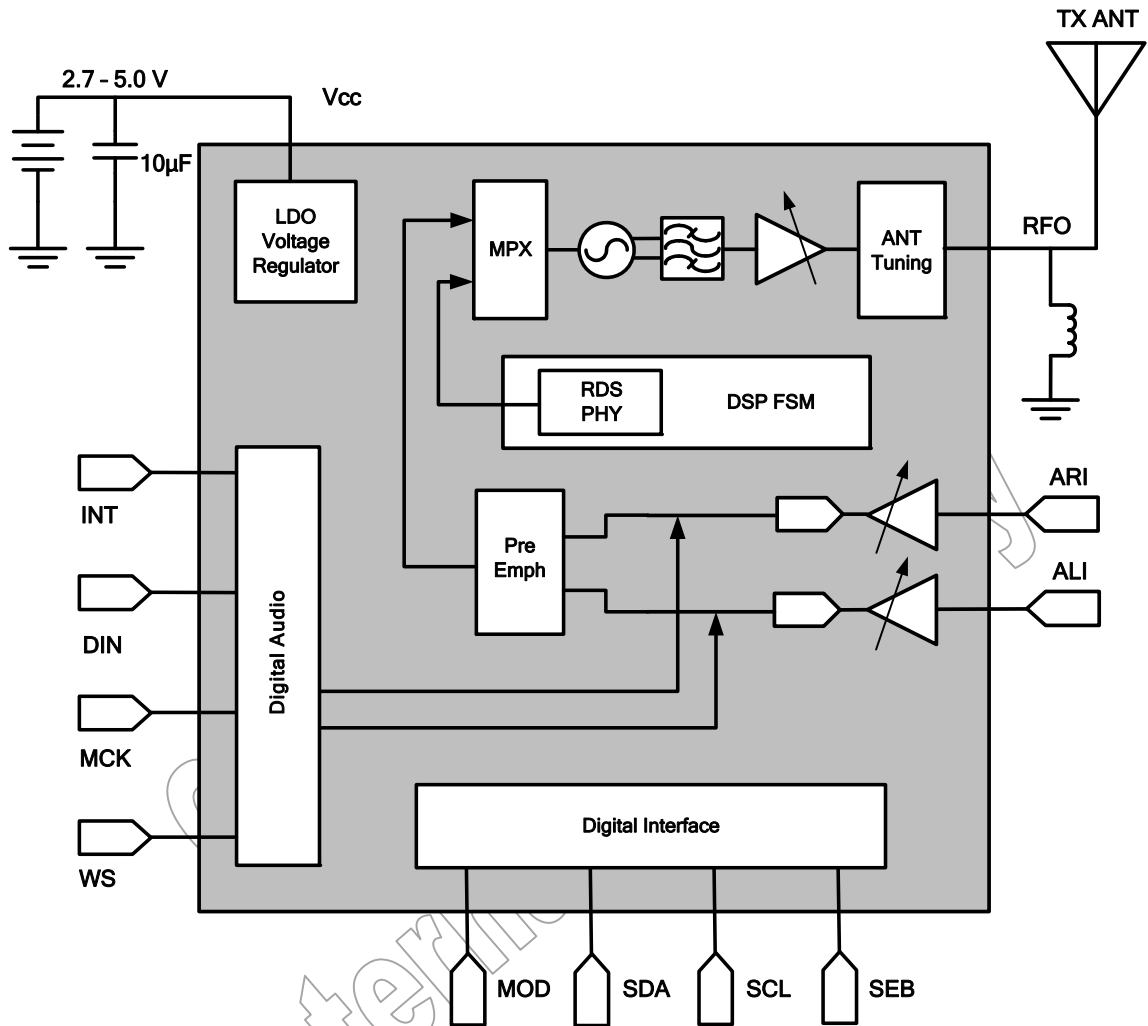 TX ANT
2.7 – 5.0 V
Vcc
10µF
LDO
Voltage
Regulator
MPX
ANT
Tuning
RFO
RDS
PHY
DSP FSM
INT
DIN
MCK
WS
Digital Audio
Pre
Emph
ARI
ALI
Digital Interface
MOD
SDA
SCL
SEB